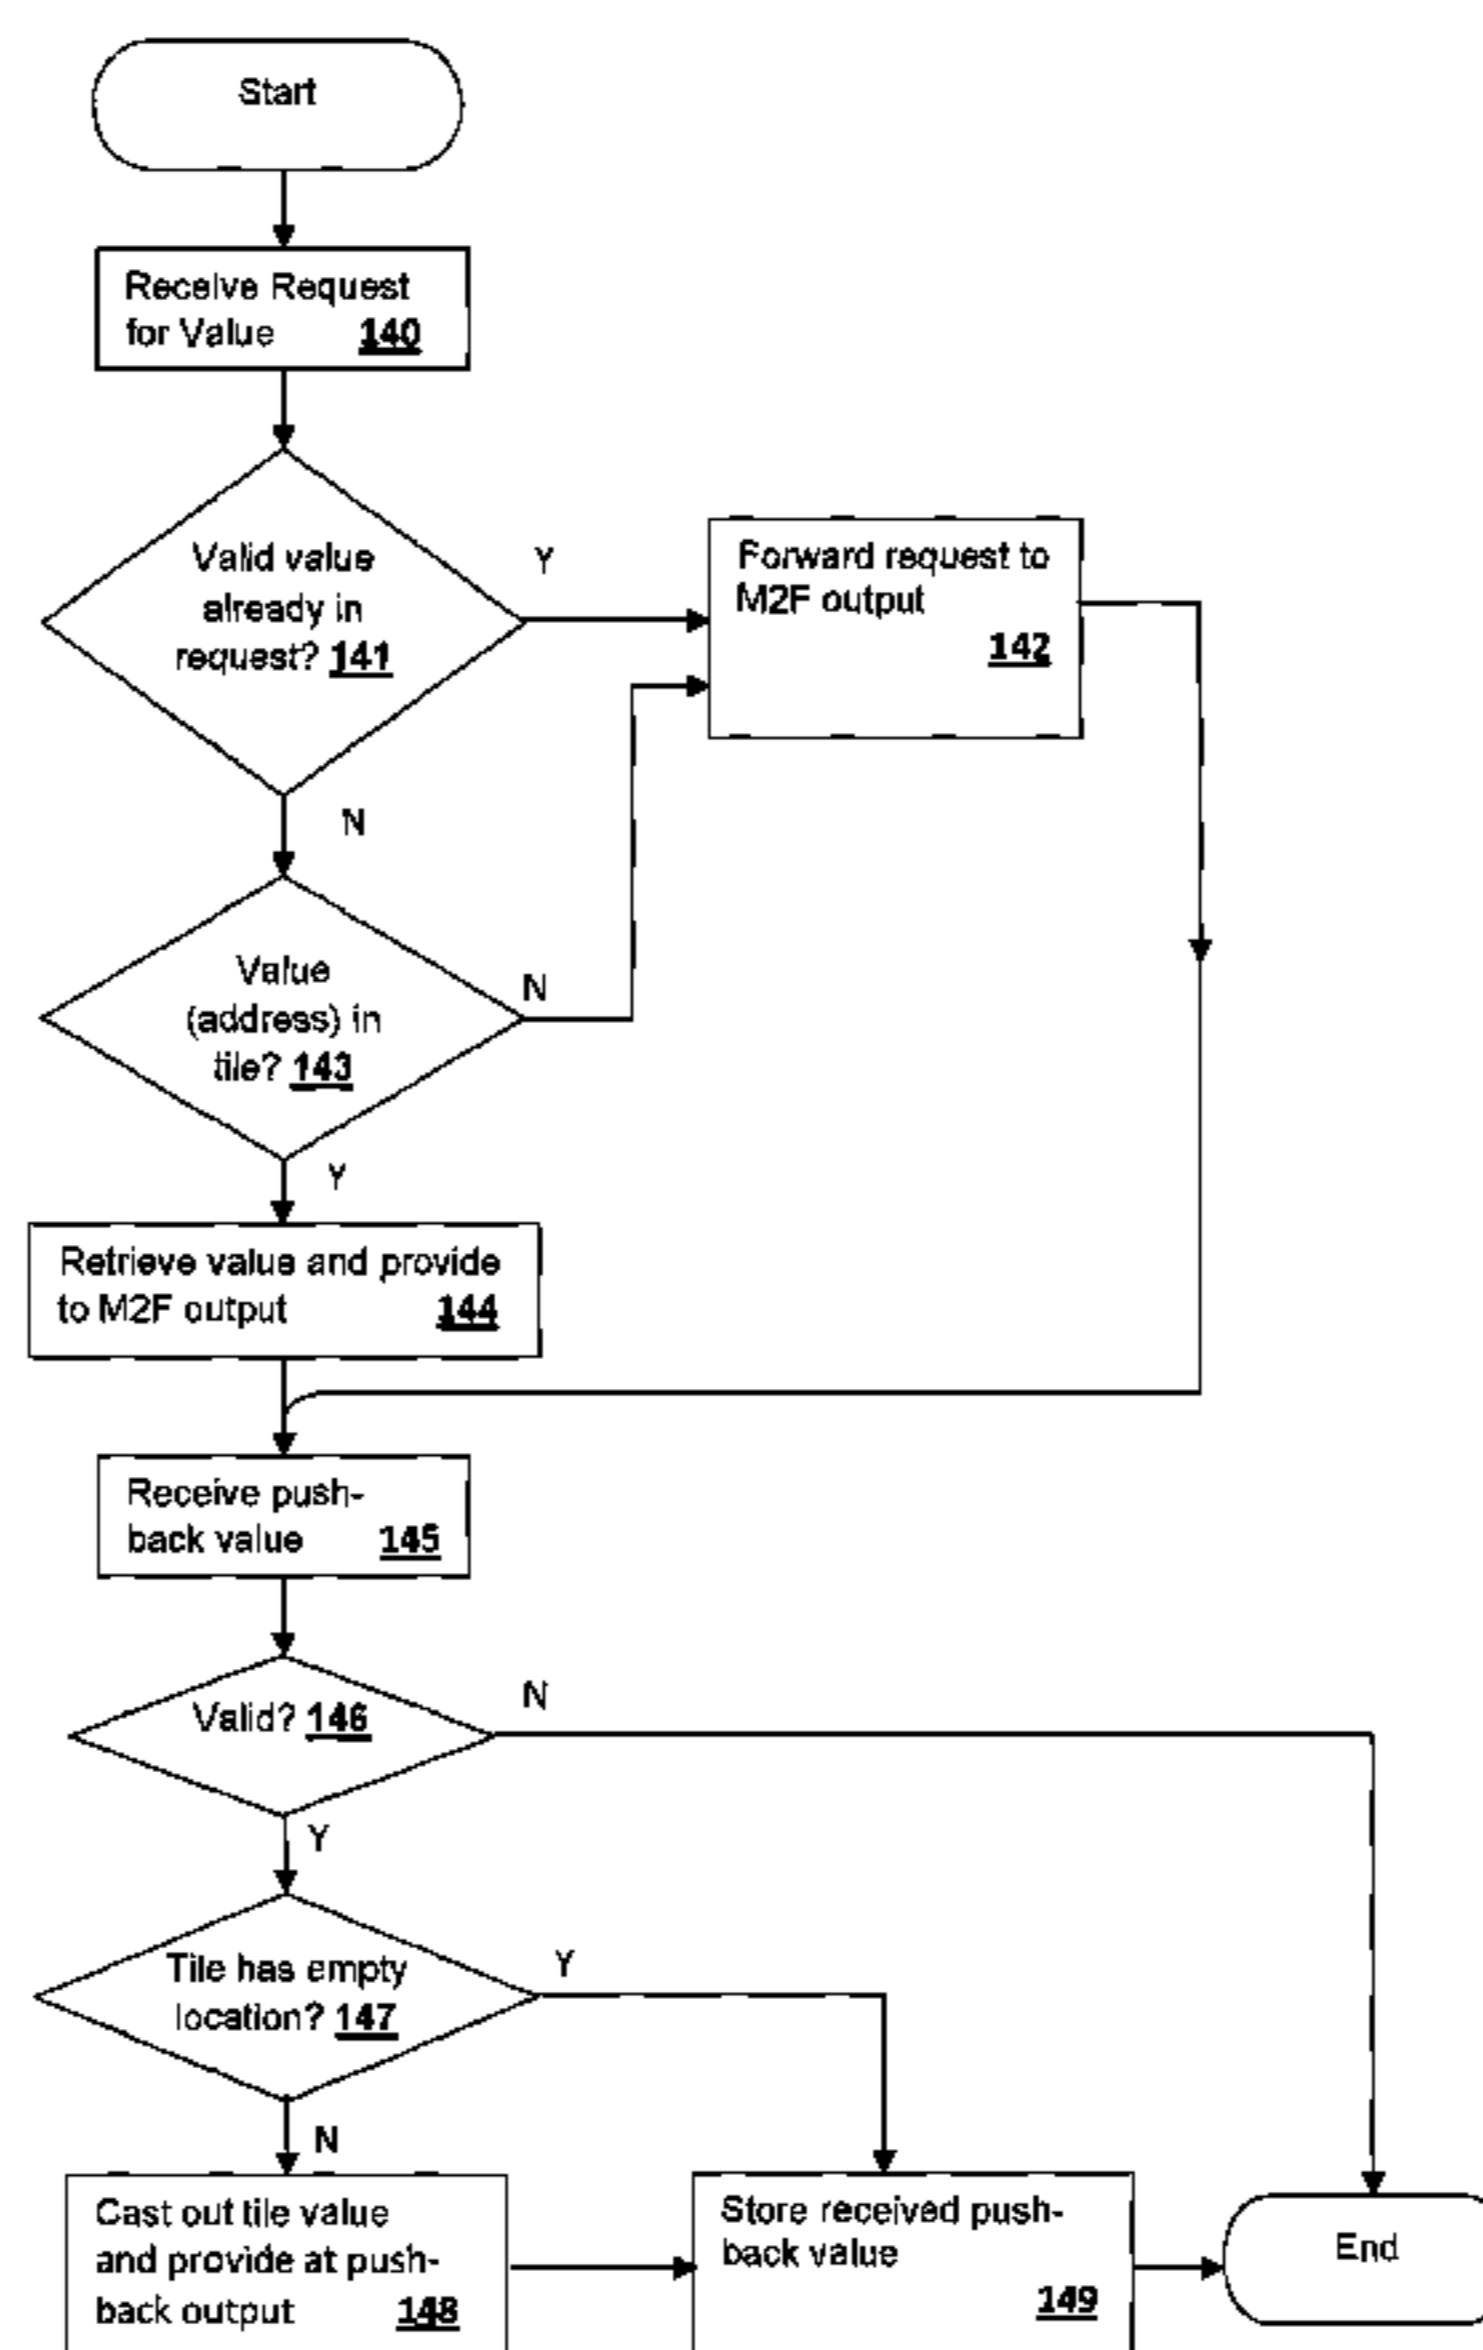 Start
Receive Request
for Value 140
Valid value
already in
request? 141
Y
Forward request to
M2F output
142
N
Value
(address) in
tile? 143
N
Y
Retrieve value and provide
to M2F output 144
Receive push-
back value 145
Valid? 146
N
Y
Tile has empty
location? 147
Y
N
Cast out tile value
and provide at push-
back output 148
Store received push-
back value
149
End